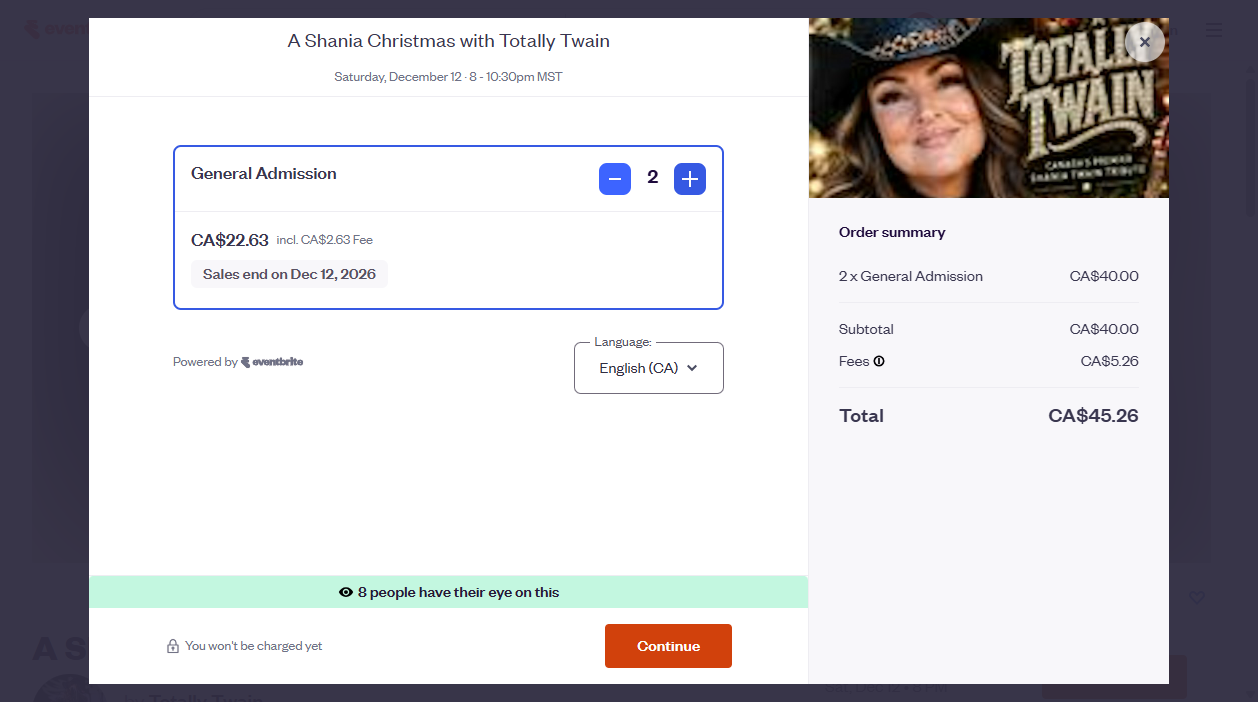 A Shania Christmas with Totally Twain
Saturday, December 12 · 8 - 10:30pm MST
General Admission
2
CA$22.63 incl. CA$2.63 Fee
Sales end on Dec 12, 2026
Powered by eventbrite
Language:
English (CA)
8 people have their eye on this
You won't be charged yet
Continue
TOTALLY
TWAIN
CANADA'S PREMIER
SHANIA TWAIN TRIBUTE
Order summary
2 x General Admission CA$40.00
Subtotal CA$40.00
Fees CA$5.26
Total CA$45.26